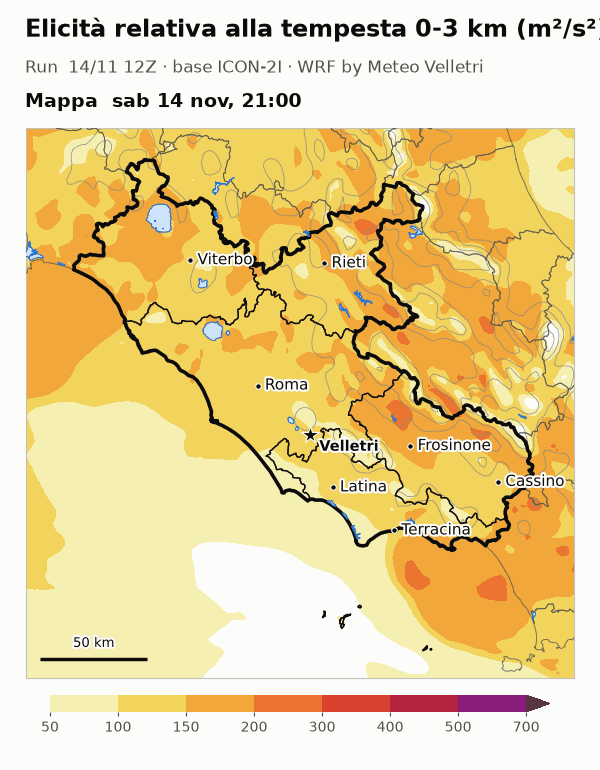 Elicità relativa alla tempesta 0-3 km (m²/s²)
Run 14/11 12Z · base ICON-2I · WRF by Meteo Velletri
Mappa sab 14 nov, 21:00
Viterbo
Rieti
Roma
Velletri
Frosinone
Cassino
Latina
Terracina
50 km
50 100 150 200 300 400 500 700